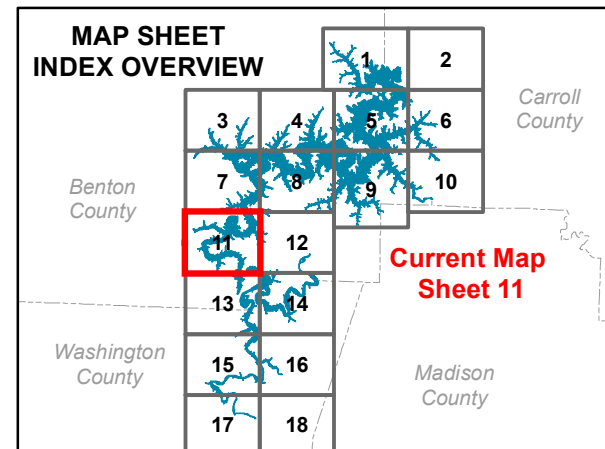 MAP SHEET
INDEX OVERVIEW
1
2
Carroll
County
3
4
5
6
Benton
County
7
8
9
10
11
12
Current Map
Sheet 11
13
14
Washington
County
15
16
Madison
County
17
18